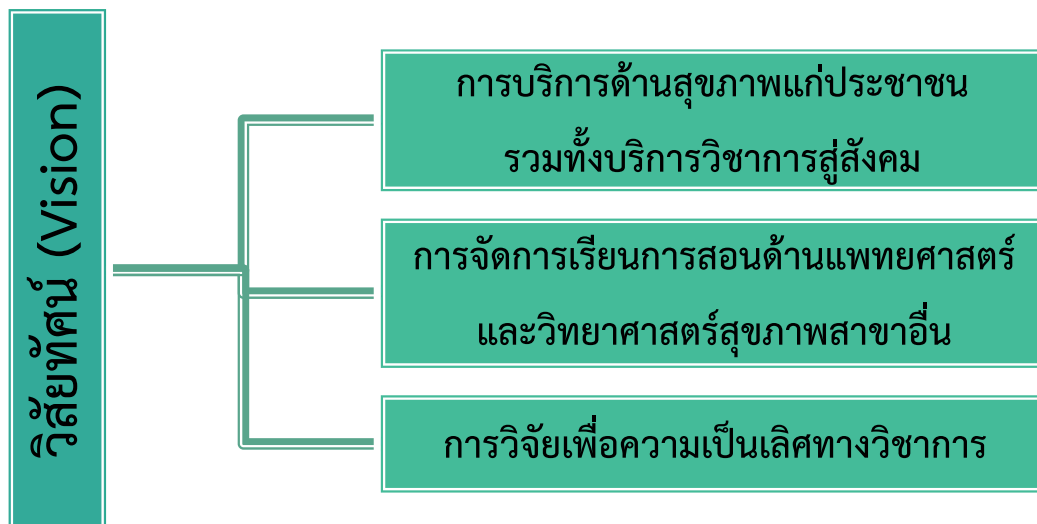 วิสัยทัศน์ (Vision)
การบริการด้านสุขภาพแก่ประชาชน
รวมทั้งบริการวิชาการสู่สังคม
การจัดการเรียนการสอนด้านแพทยศาสตร์
และวิทยาศาสตร์สุขภาพสาขาอื่น
การวิจัยเพื่อความเป็นเลิศทางวิชาการ